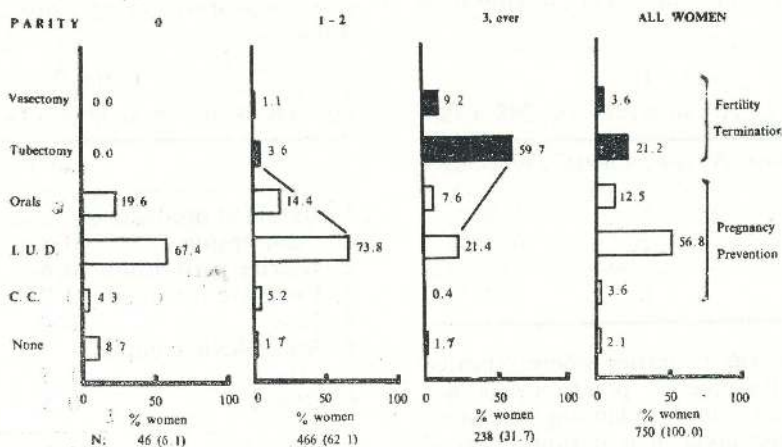 PARITY 0 1-2 3, over ALL WOMEN
Vasectomy 0.0 1.1 9.2 3.6 Fertility
Termination
Tubectomy 0.0 3.6 59.7 21.2
Orals 19.6 14.4 7.6 12.5
I. U. D. 67.4 73.8 21.4 56.8 Pregnancy
Prevention
C. C. 4.3 5.2 0.4 3.6
None 8.7 1.7 1.7 2.1
0 100 0 100 0 100 0 100
% women % women % women % women
N: 46 (6.1) 466 (62.1) 238 (31.7) 750 (100.0)